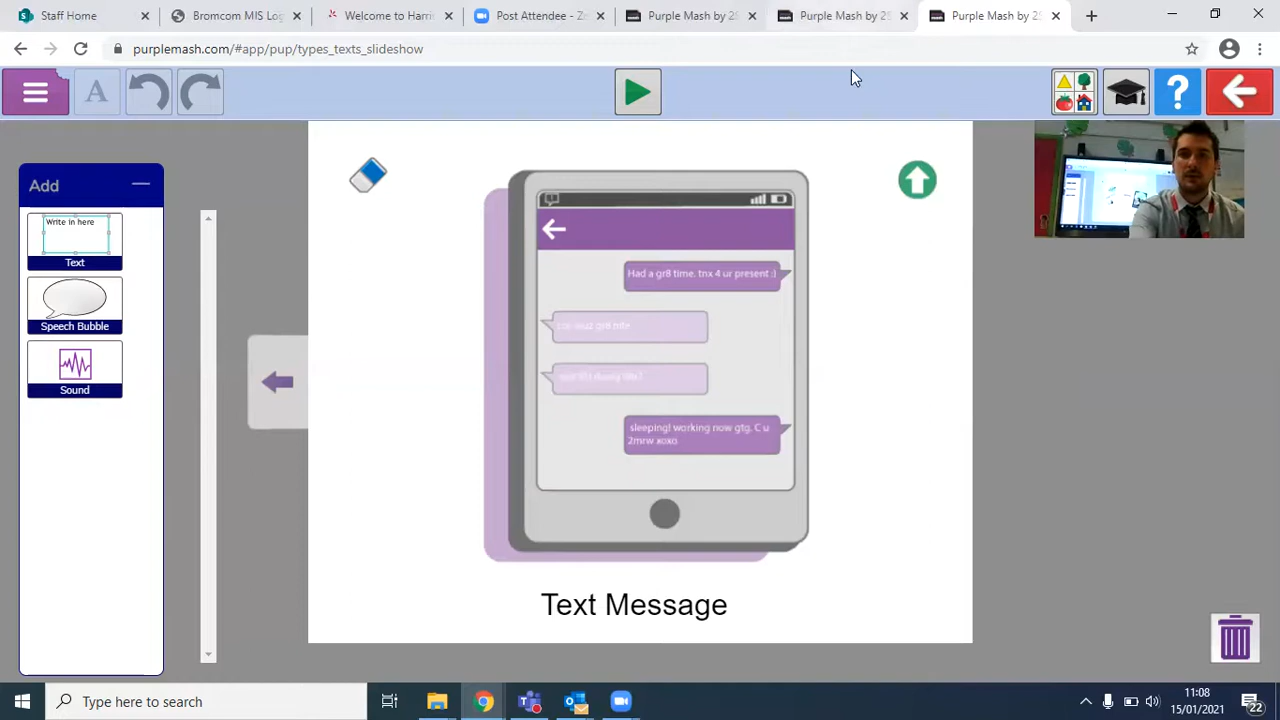 Staff Home
Bromcom MIS Log
Welcome to Harri
Post Attendee - Z
Purple Mash by 2
Purple Mash by 25
Purple Mash by 25
purplemash.com/#app/pup/types_texts_slideshow
A
?
Add
Write in here
Text
Speech Bubble
Sound
Had a gr8 time. tnx 4 ur present :)
sleeping! working now gtg. C u
2mrw xoxo
Text Message
Type here to search
11:08
15/01/2021
22